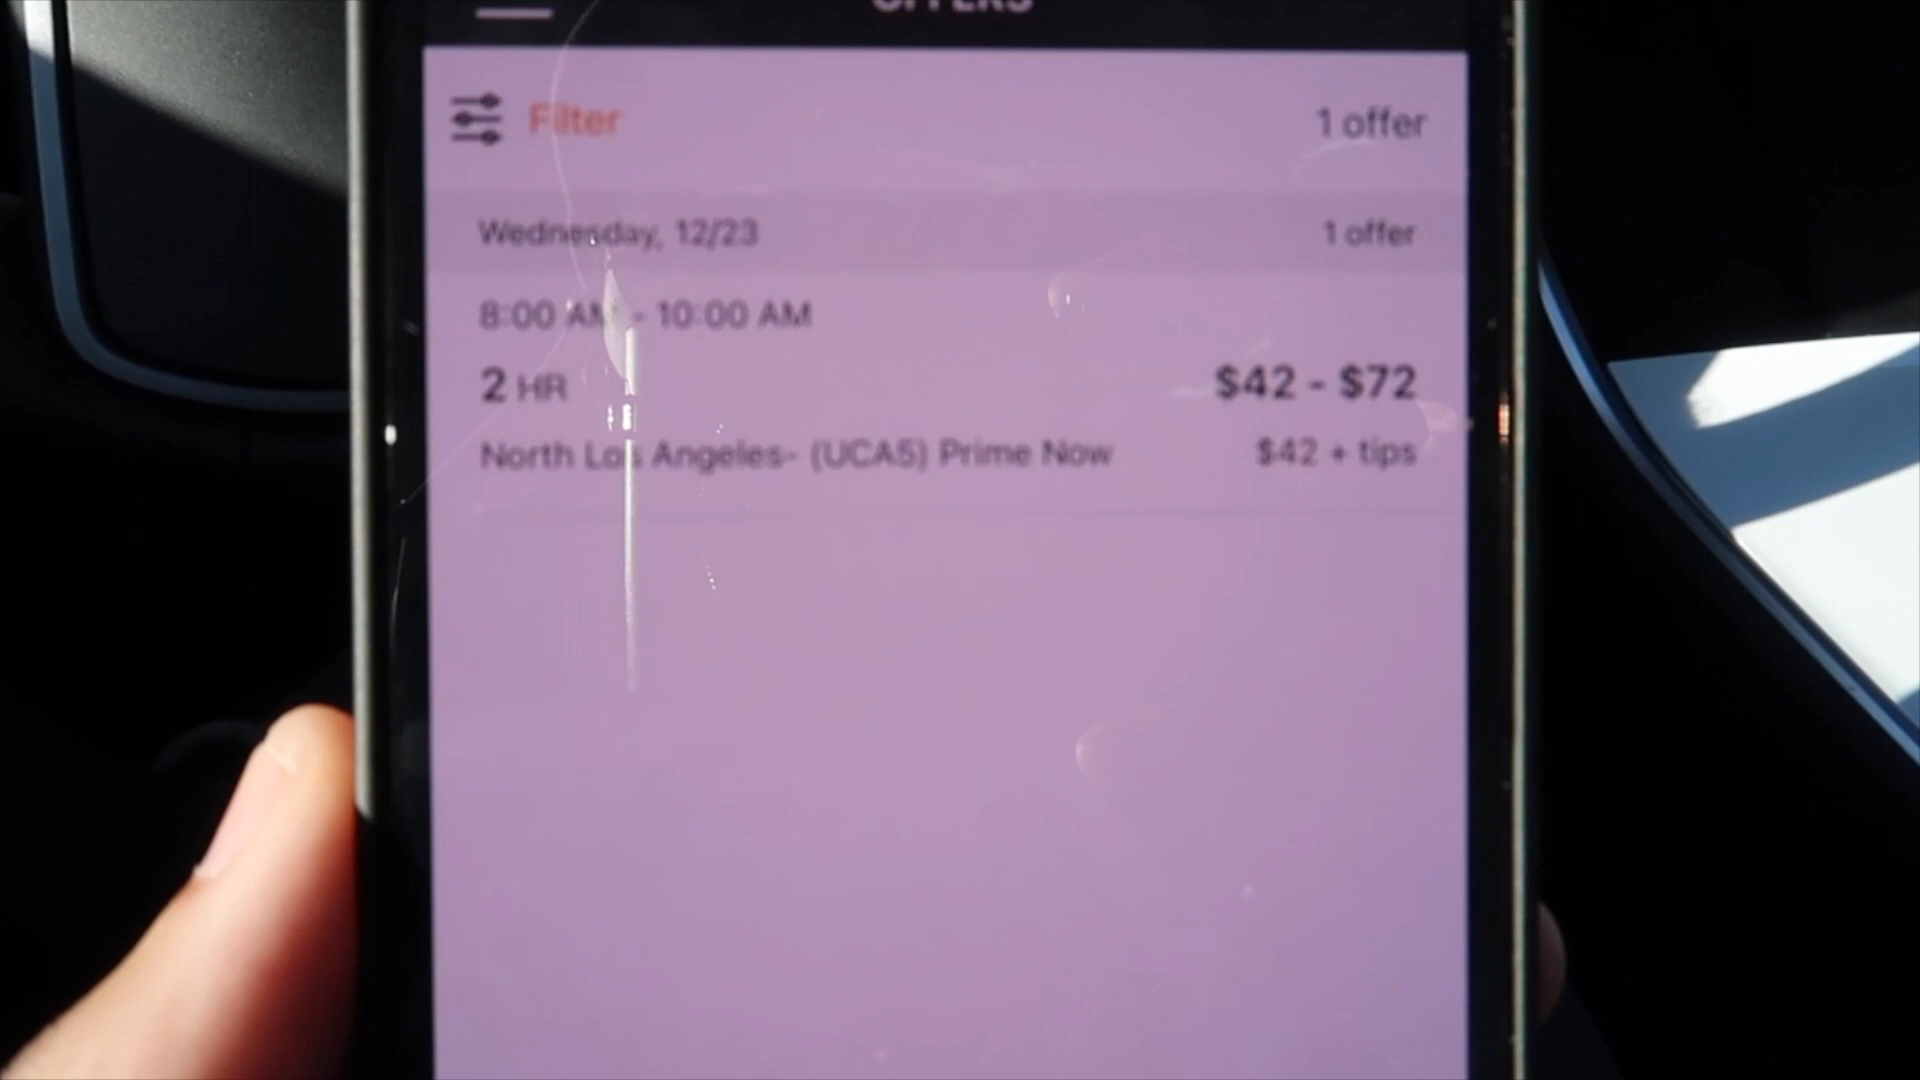 OFFERS
Filter
1 offer
Wednesday, 12/23
1 offer
8:00 AM - 10:00 AM
2 HR
$42 - $72
North Los Angeles- (UCA5) Prime Now
$42 + tips